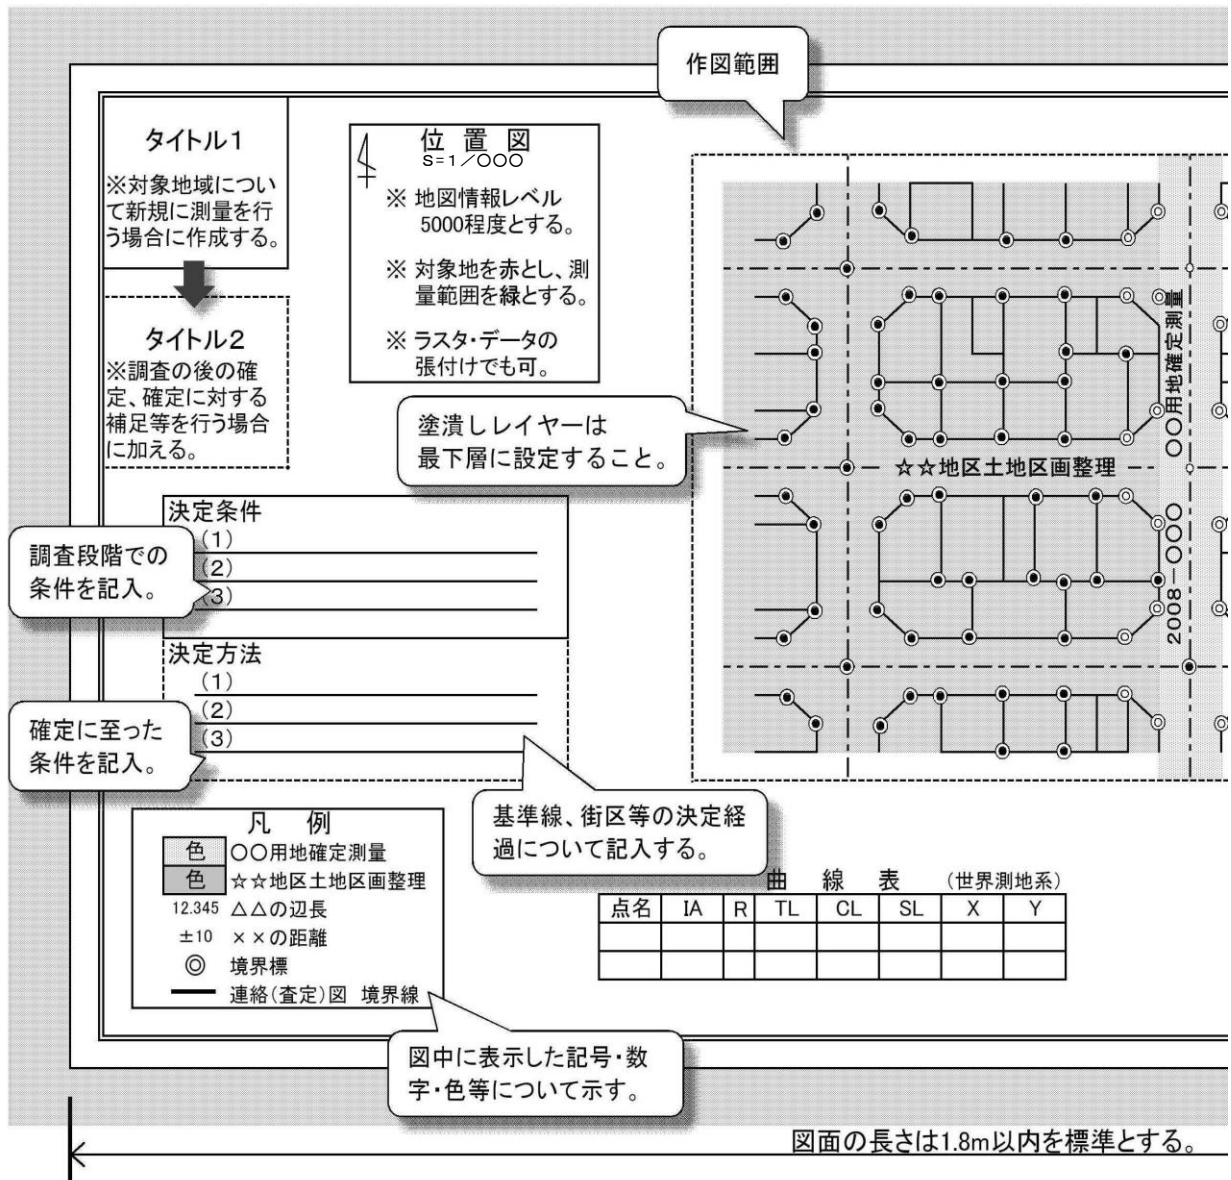 作図範囲
タイトル1
※対象地域につい
て新規に測量を行
う場合に作成する。
タイトル2
※調査の後の確
定、確定に対する
補足等を行う場合
に加える。
位 置 図
S=1/○○○
※ 地図情報レベル
5000程度とする。
※ 対象地を赤とし、測
量範囲を緑とする。
※ ラスタ・データの
張付けでも可。
塗潰しレイヤーは
最下層に設定すること。
☆☆地区土地区画整理
2008-○○○ ○○用地確定測量
決定条件
(1)
(2)
(3)
調査段階での
条件を記入。
決定方法
(1)
(2)
(3)
確定に至った
条件を記入。
基準線、街区等の決定経
過について記入する。
凡 例
色 ○○用地確定測量
色 ☆☆地区土地区画整理
12.345 △△の辺長
±10 ××の距離
◎ 境界標
連絡(査定)図 境界線
図中に表示した記号・数
字・色等について示す。
曲 線 表 (世界測地系)
点名 IA R TL CL SL X Y
図面の長さは1.8m以内を標準とする。